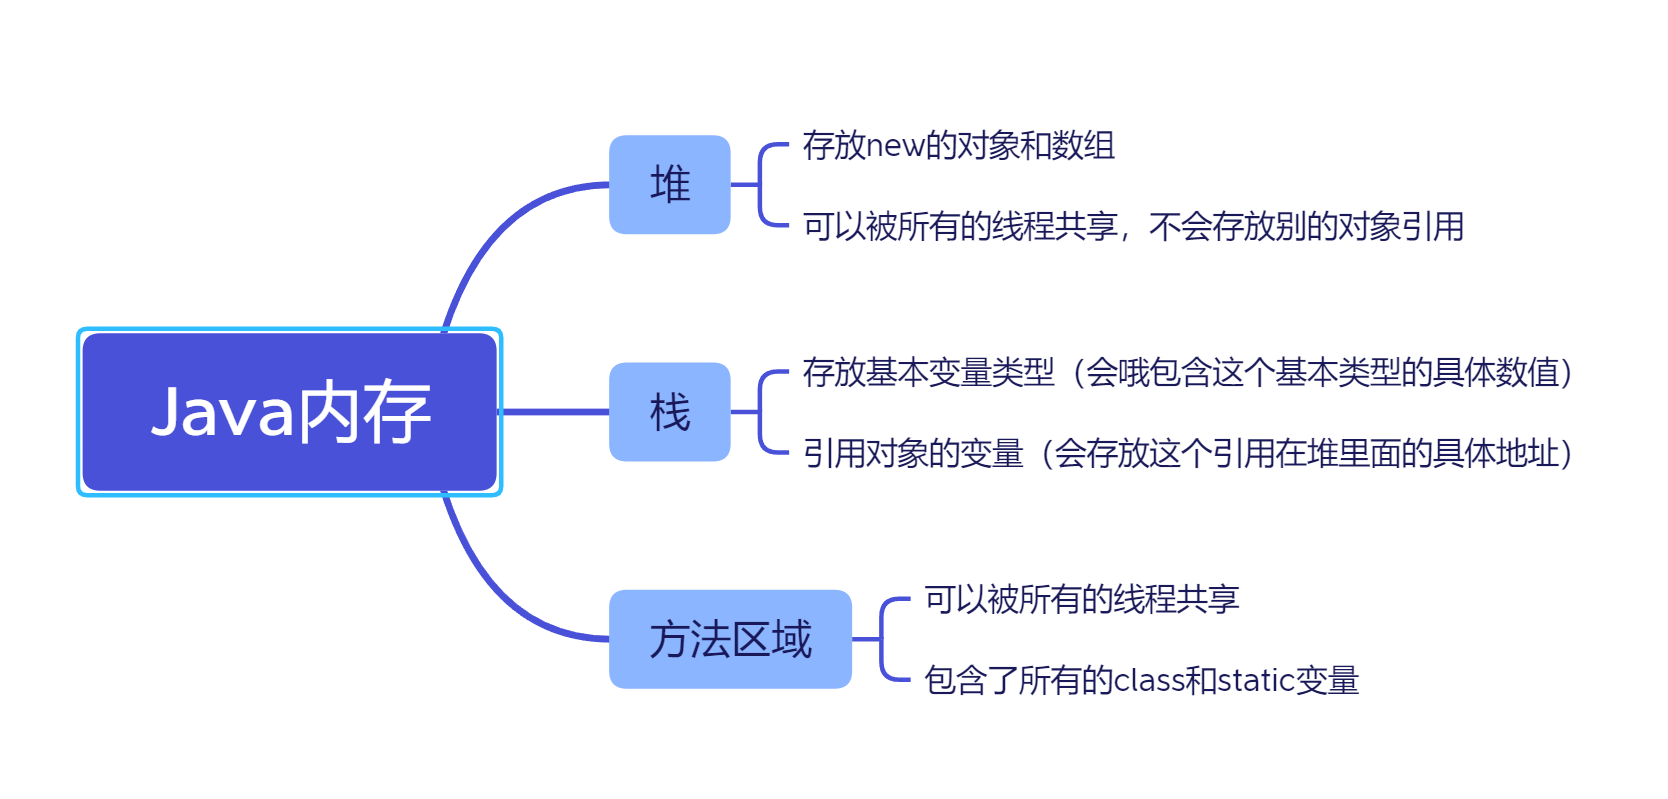 堆
存放new的对象和数组
可以被所有的线程共享，不会存放别的对象引用
Java内存
栈
存放基本变量类型（会哦包含这个基本类型的具体数值）
引用对象的变量（会存放这个引用在堆里面的具体地址）
方法区域
可以被所有的线程共享
包含了所有的class和static变量